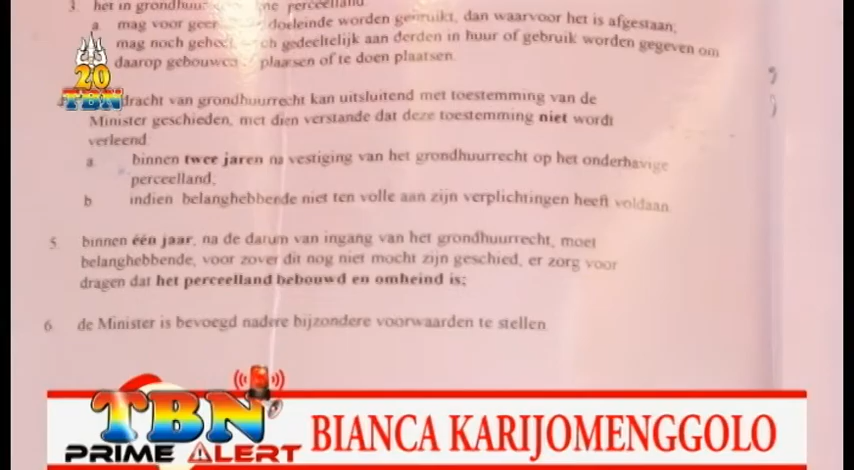 3. het in grondhuur perceelland
a. mag voor geen doeleinde worden gebruikt, dan waarvoor het is afgestaan;
mag noch geheel, noch gedeeltelijk aan derden in huur of gebruik worden gegeven om
daarop gebouwen plaatsen of te doen plaatsen.
20
TBN
dracht van grondhuurrecht kan uitsluitend met toestemming van de
Minister geschieden, met dien verstande dat deze toestemming niet wordt
verleend
a binnen twee jaren na vestiging van het grondhuurrecht op het onderhavige
perceelland,
b indien belanghebbende niet ten volle aan zijn verplichtingen heeft voldaan.
5. binnen één jaar, na de datum van ingang van het grondhuurrecht, moet
belanghebbende, voor zover dit nog niet mocht zijn geschied, er zorg voor
dragen dat het perceelland bebouwd en omheind is;
6. de Minister is bevoegd nadere bijzondere voorwaarden te stellen
TBN
PRIME ALERT
BIANCA KARIJOMENGGOLO